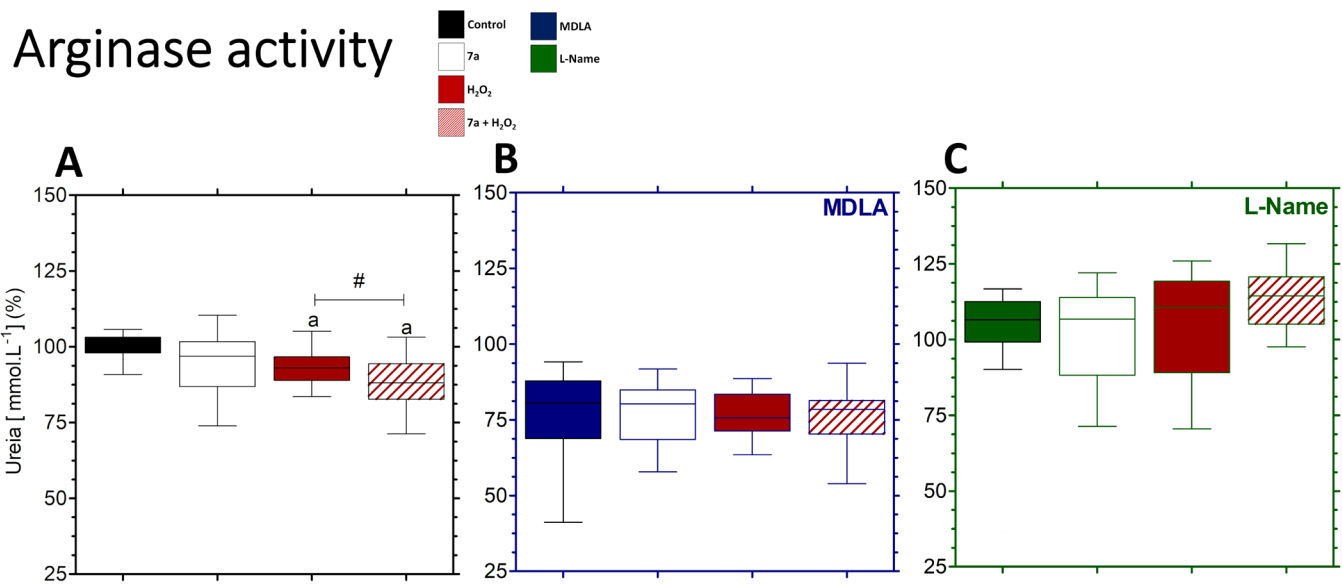 Arginase activity
Control
7a
H₂O₂
7a + H₂O₂
MDLA
L-Name
A
Ureia [ mmol.L⁻¹] (%)
150
125
100
75
50
25
#
a
a
B
MDLA
150
125
100
75
50
25
C
L-Name
150
125
100
75
50
25